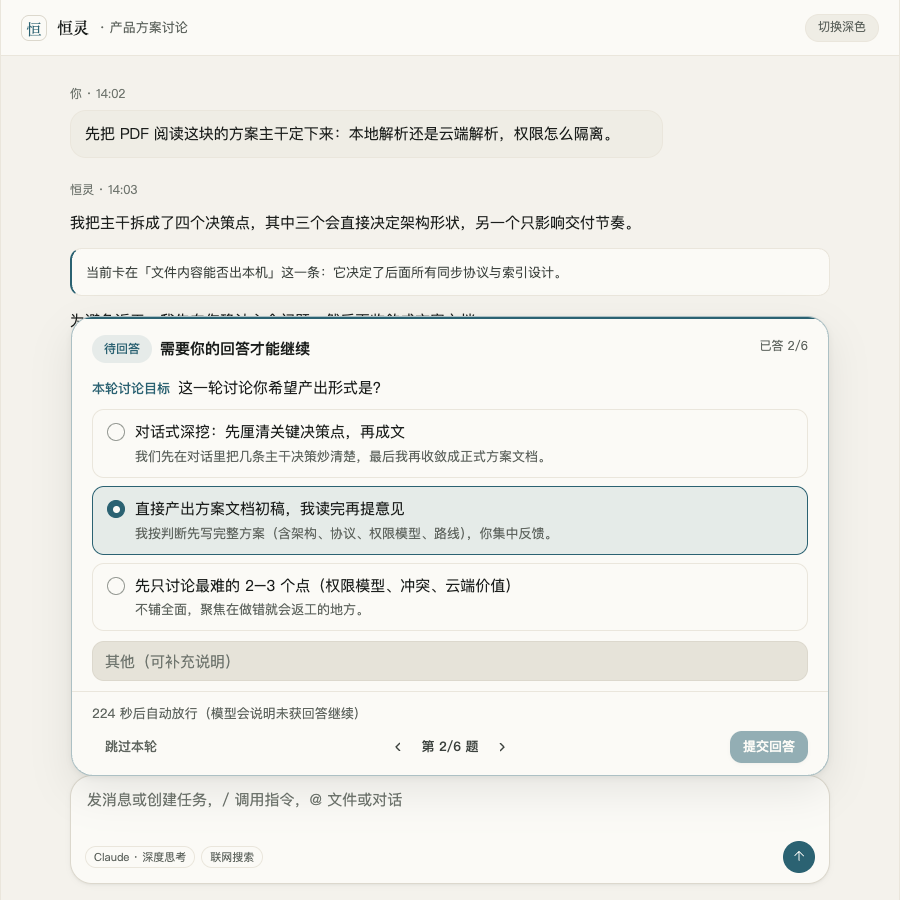 恒 恒灵 · 产品方案讨论 切换深色
你 · 14:02
先把 PDF 阅读这块的方案主干定下来：本地解析还是云端解析，权限怎么隔离。
恒灵 · 14:03
我把主干拆成了四个决策点，其中三个会直接决定架构形状，另一个只影响交付节奏。
当前卡在「文件内容能否出本机」这一条：它决定了后面所有同步协议与索引设计。
待回答 需要你的回答才能继续 已答 2/6
本轮讨论目标 这一轮讨论你希望产出形式是？
对话式深挖：先厘清关键决策点，再成文
我们先在对话里把几条主干决策炒清楚，最后我再收敛成正式方案文档。
直接产出方案文档初稿，我读完再提意见
我按判断先写完整方案（含架构、协议、权限模型、路线），你集中反馈。
先只讨论最难的 2–3 个点（权限模型、冲突、云端价值）
不铺全面，聚焦在做错就会返工的地方。
其他（可补充说明）
224 秒后自动放行（模型会说明未获回答继续）
跳过本轮 ‹ 第 2/6 题 › 提交回答
发消息或创建任务，/ 调用指令，@ 文件或对话
Claude · 深度思考 联网搜索